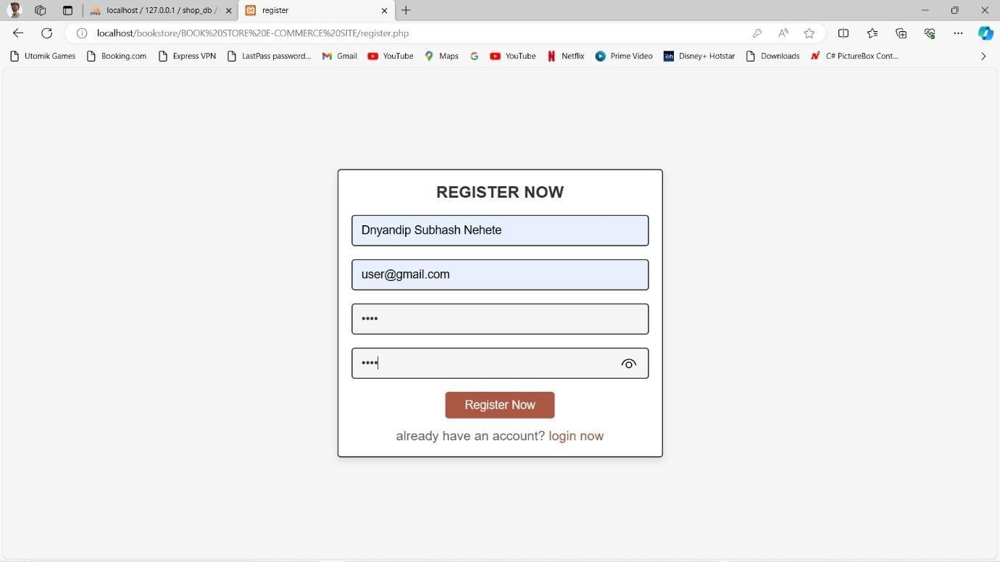 localhost / 127.0.0.1 / shop_db /
register
localhost/bookstore/BOOK%20STORE%20E-COMMERCE%20SITE/register.php
Utomik Games Booking.com Express VPN LastPass password... Gmail YouTube Maps YouTube Netflix Prime Video Disney+ Hotstar Downloads C# PictureBox Cont...
REGISTER NOW
Dnyandip Subhash Nehete
user@gmail.com
••••
••••
Register Now
already have an account? login now